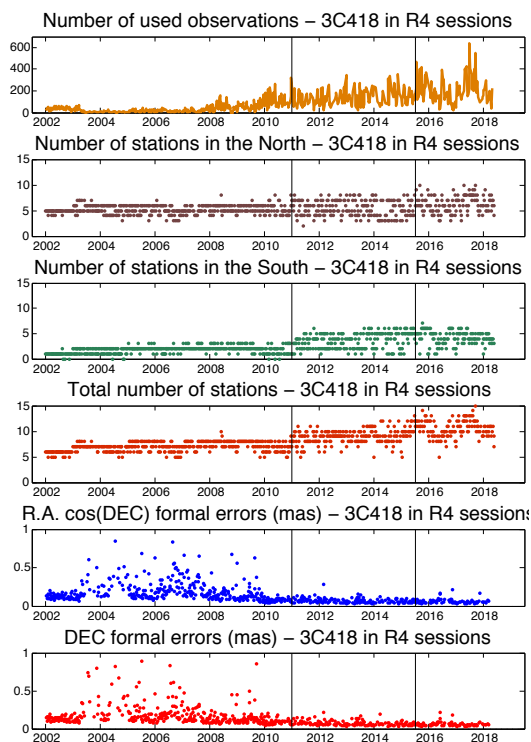 Number of used observations − 3C418 in R4 sessions
600
400
200
0
2002 2004 2006 2008 2010 2012 2014 2016 2018
Number of stations in the North − 3C418 in R4 sessions
15
10
5
0
2002 2004 2006 2008 2010 2012 2014 2016 2018
Number of stations in the South − 3C418 in R4 sessions
15
10
5
0
2002 2004 2006 2008 2010 2012 2014 2016 2018
Total number of stations − 3C418 in R4 sessions
15
10
5
0
2002 2004 2006 2008 2010 2012 2014 2016 2018
R.A. cos(DEC) formal errors (mas) − 3C418 in R4 sessions
1
0.5
0
2002 2004 2006 2008 2010 2012 2014 2016 2018
DEC formal errors (mas) − 3C418 in R4 sessions
1
0.5
0
2002 2004 2006 2008 2010 2012 2014 2016 2018